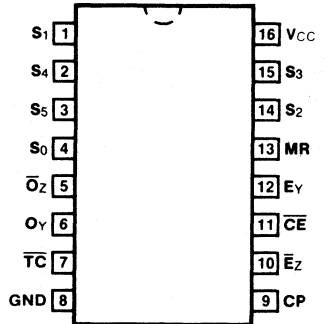 S1 1 16 VCC
S4 2 15 S3
S5 3 14 S2
S0 4 13 MR
O̅Z 5 12 EY
OY 6 11 C̅E̅
T̅C̅ 7 10 E̅Z
GND 8 9 CP